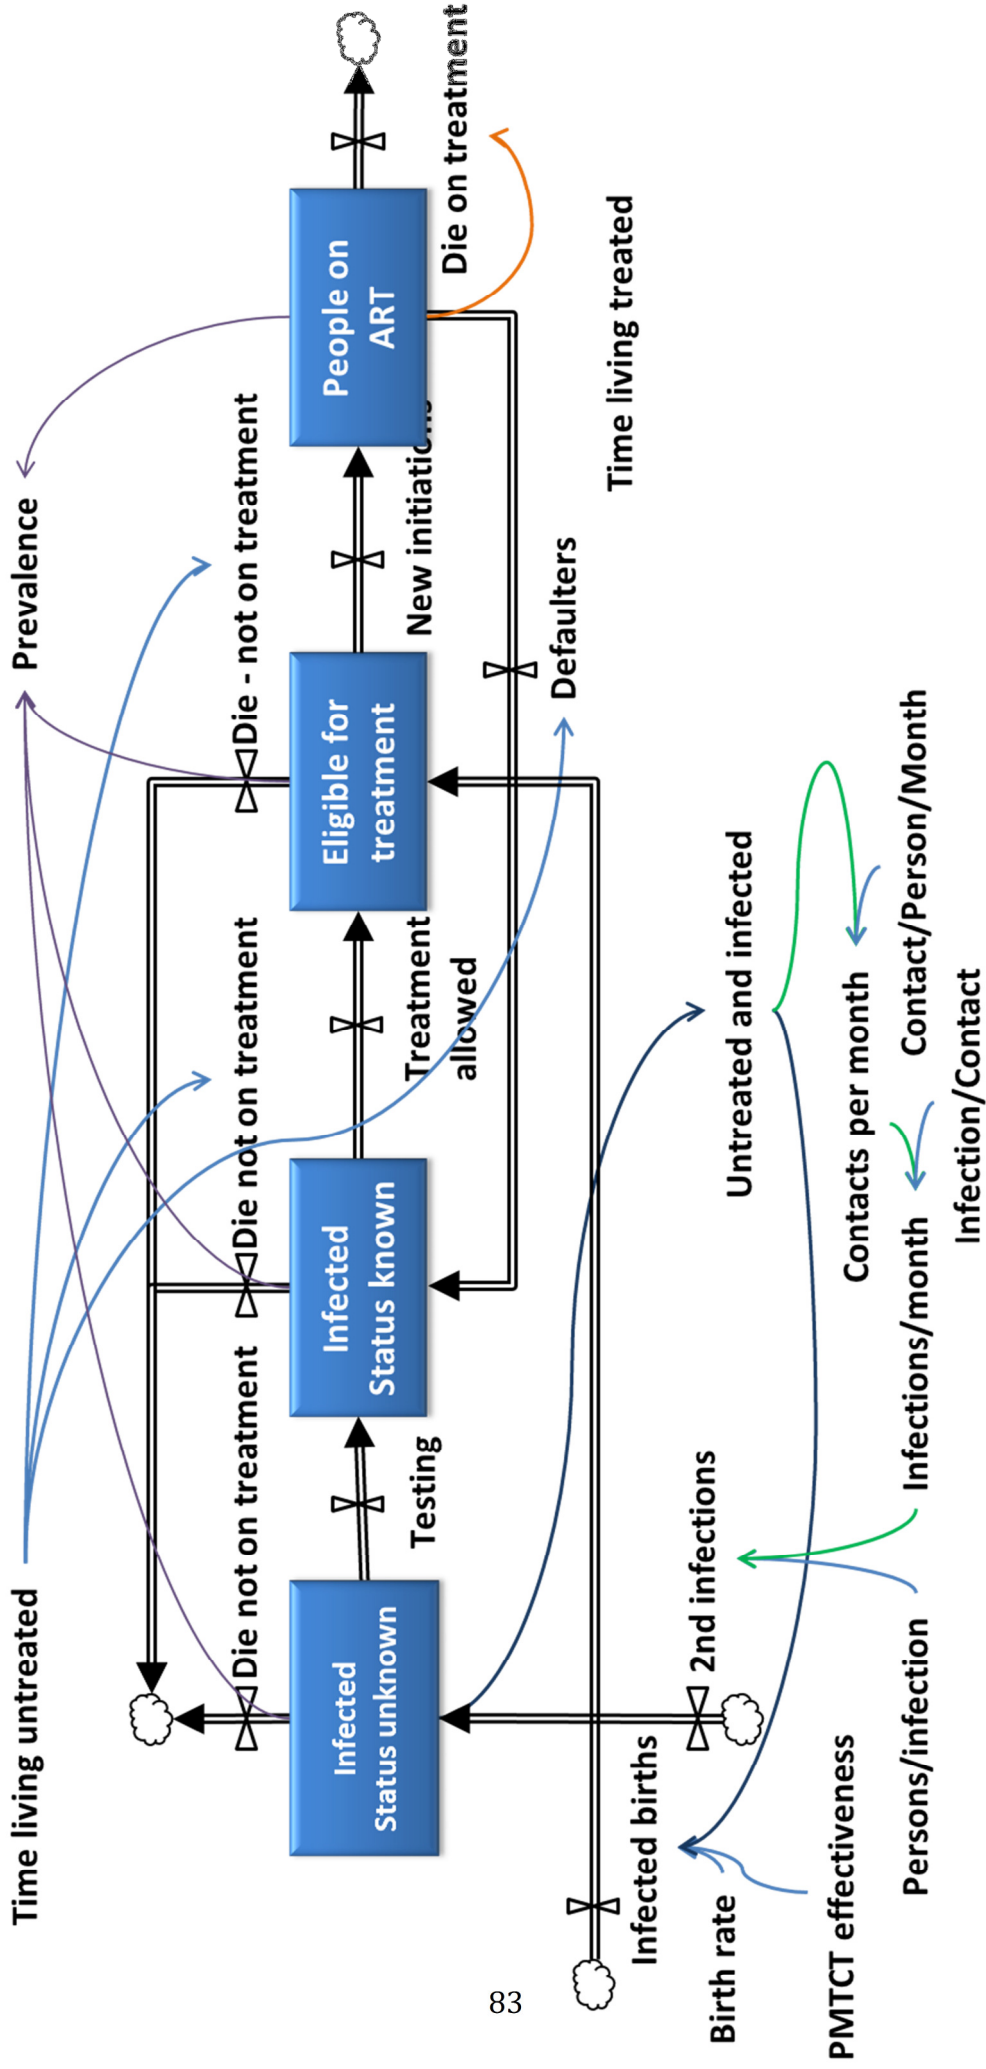 Time living untreated
Prevalence
Die not on treatment
Die not on treatment
Die - not on treatment
Infected
Status unknown
Infected
Status known
Eligible for
treatment
People on
ART
Testing
Treatment
allowed
New initiations
Die on treatment
Defaulters
Time living treated
Infected births
2nd infections
Untreated and infected
Birth rate
PMTCT effectiveness
Contacts per month
Persons/infection
Infections/month
Contact/Person/Month
Infection/Contact
83